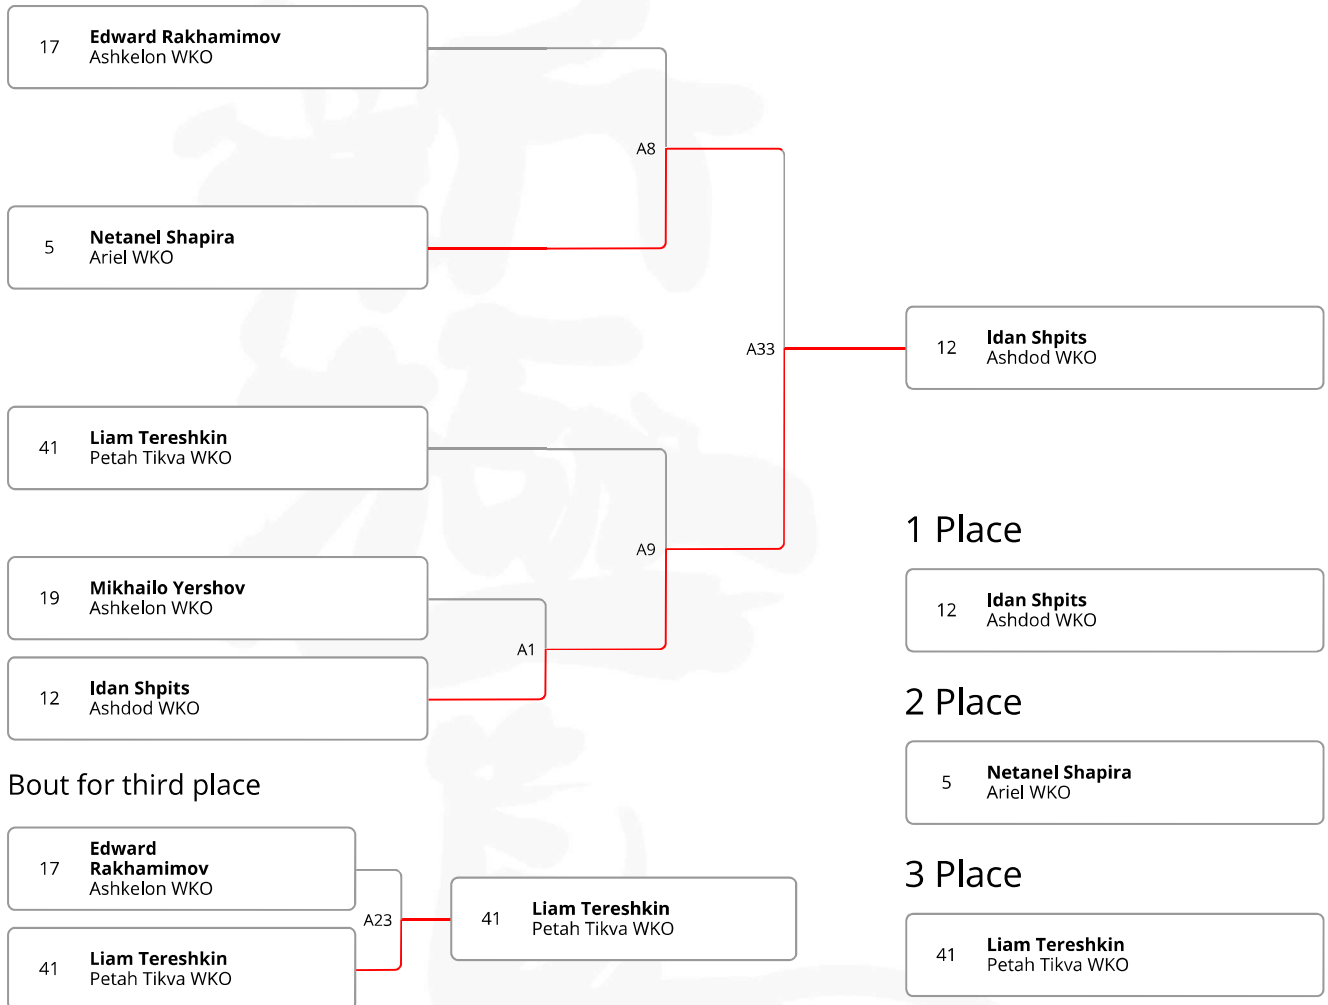 17
Edward Rakhamimov
Ashkelon WKO
A8
5
Netanel Shapira
Ariel WKO
A33
12
Idan Shpits
Ashdod WKO
41
Liam Tereshkin
Petah Tikva WKO
A9
19
Mikhailo Yershov
Ashkelon WKO
A1
12
Idan Shpits
Ashdod WKO
Bout for third place
17
Edward
Rakhamimov
Ashkelon WKO
A23
41
Liam Tereshkin
Petah Tikva WKO
41
Liam Tereshkin
Petah Tikva WKO
1 Place
12
Idan Shpits
Ashdod WKO
2 Place
5
Netanel Shapira
Ariel WKO
3 Place
41
Liam Tereshkin
Petah Tikva WKO